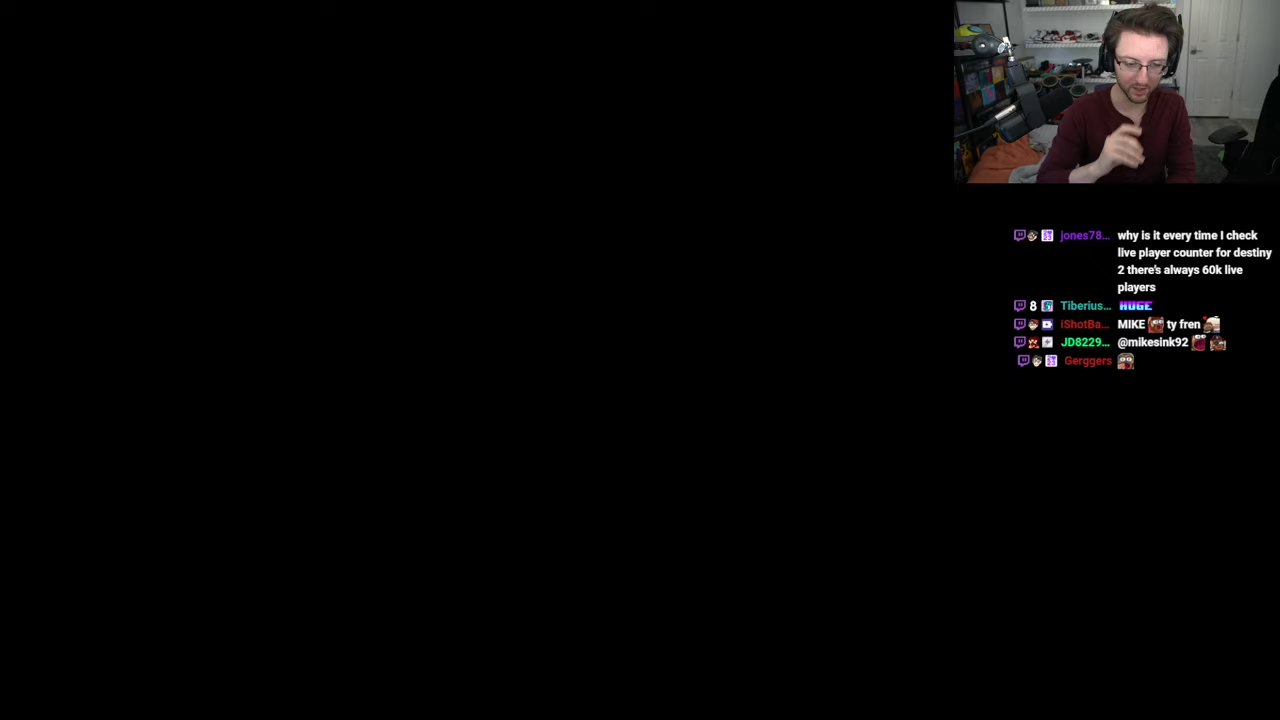 jones78... why is it every time I check
live player counter for destiny
2 there's always 60k live
players
8 Tiberius... HUGE
iShotBa... MIKE ty fren
JD8229... @mikesink92
Gerggers